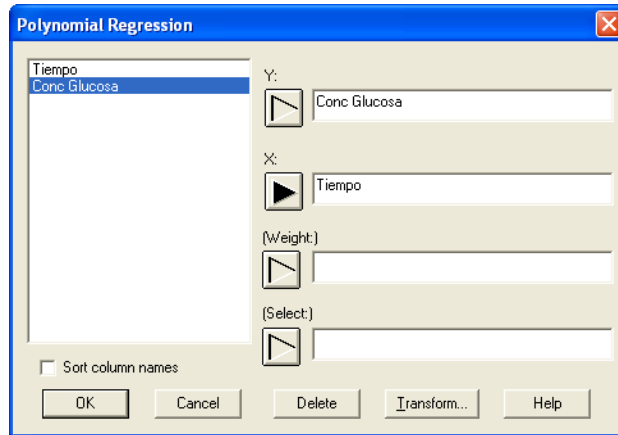 Polynomial Regression
Tiempo
Conc Glucosa
Y:
Conc Glucosa
X:
Tiempo
(Weight:)
(Select:)
Sort column names
OK
Cancel
Delete
Transform...
Help